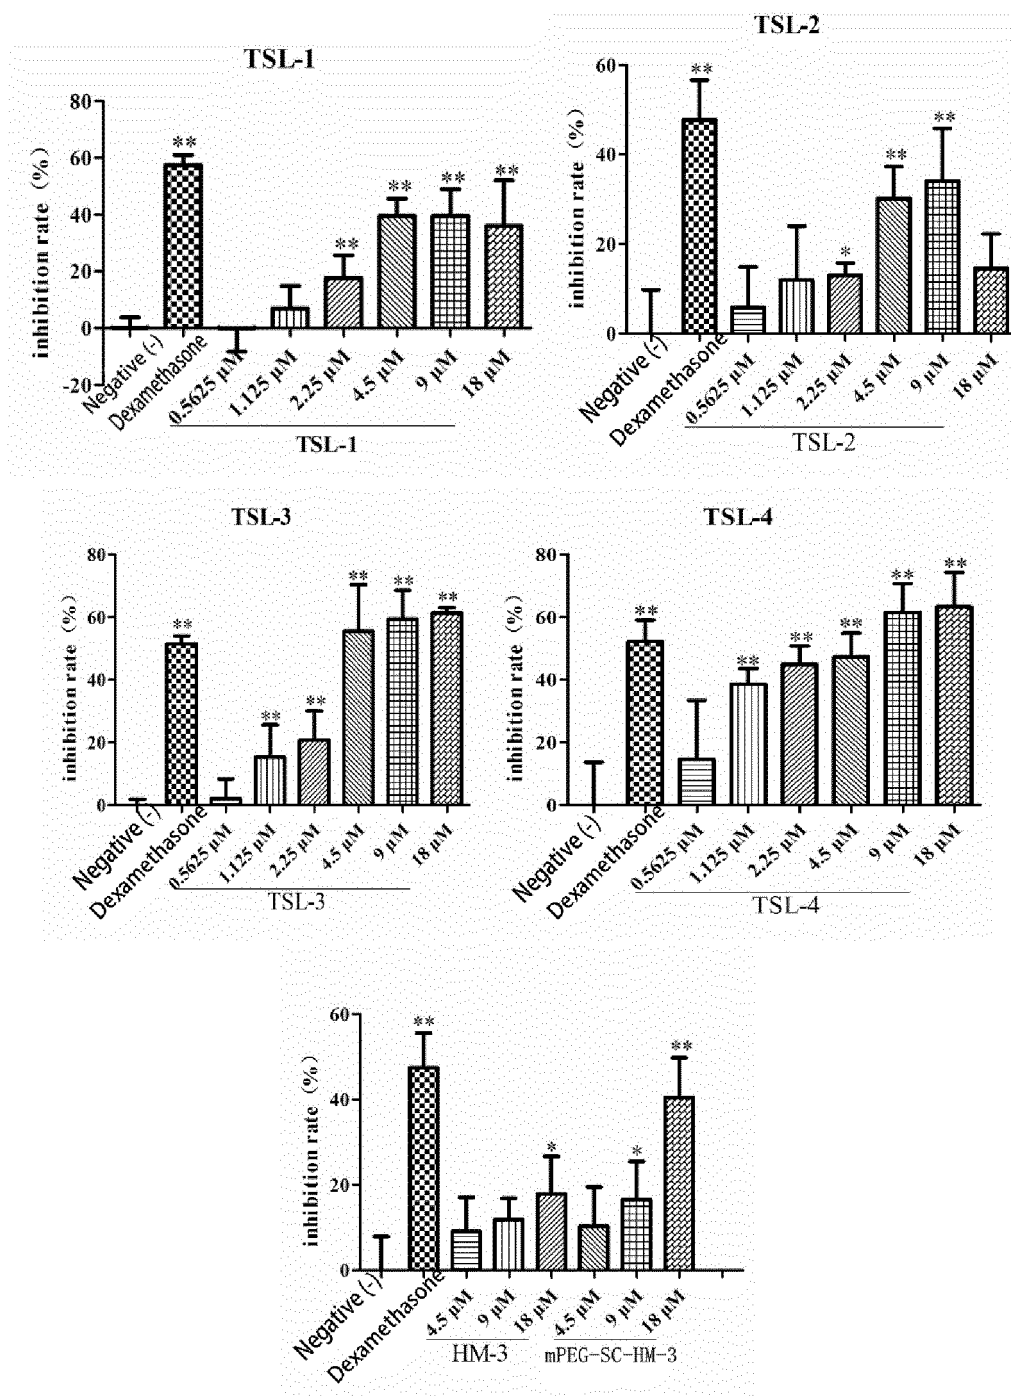 TSL-1
inhibition rate (%)
80
60
40
20
0
-20
**
**
**
**
**
Negative (-)
Dexamethasone
0.5625 μM
1.125 μM
2.25 μM
4.5 μM
9 μM
18 μM
TSL-1
TSL-2
inhibition rate (%)
60
40
20
0
**
*
**
**
Negative (-)
Dexamethasone
0.5625 μM
1.125 μM
2.25 μM
4.5 μM
9 μM
18 μM
TSL-2
TSL-3
inhibition rate (%)
80
60
40
20
0
**
**
**
**
**
**
Negative (-)
Dexamethasone
0.5625 μM
1.125 μM
2.25 μM
4.5 μM
9 μM
18 μM
TSL-3
TSL-4
inhibition rate (%)
80
60
40
20
0
**
**
**
**
**
**
Negative (-)
Dexamethasone
0.5625 μM
1.125 μM
2.25 μM
4.5 μM
9 μM
18 μM
TSL-4
inhibition rate (%)
60
40
20
0
**
*
*
**
Negative (-)
Dexamethasone
4.5 μM
9 μM
18 μM
4.5 μM
9 μM
18 μM
HM-3
mPEG-SC-HM-3